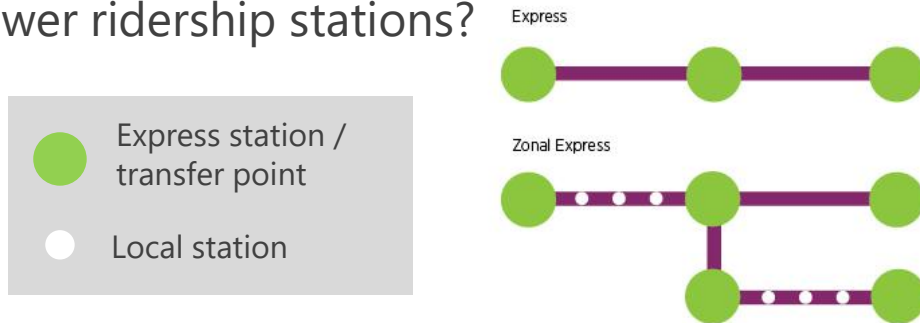 wer ridership stations?
Express
Express station /
transfer point
Zonal Express
Local station